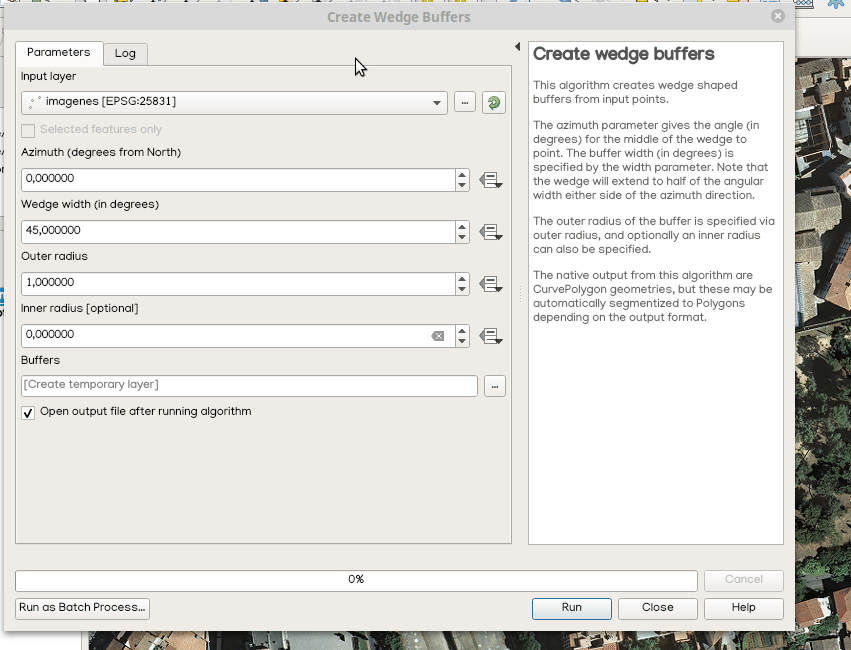 Create Wedge Buffers
Parameters
Log
Input layer
imagenes [EPSG:25831]
...
Selected features only
Azimuth (degrees from North)
0,000000
Wedge width (in degrees)
45,000000
Outer radius
1,000000
Inner radius [optional]
0,000000
Buffers
[Create temporary layer]
...
Open output file after running algorithm
Create wedge buffers
This algorithm creates wedge shaped
buffers from input points.
The azimuth parameter gives the angle (in
degrees) for the middle of the wedge to
point. The buffer width (in degrees) is
specified by the width parameter. Note that
the wedge will extend to half of the angular
width either side of the azimuth direction.
The outer radius of the buffer is specified via
outer radius, and optionally an inner radius
can also be specified.
The native output from this algorithm are
CurvePolygon geometries, but these may be
automatically segmentized to Polygons
depending on the output format.
0%
Cancel
Run as Batch Process...
Run
Close
Help